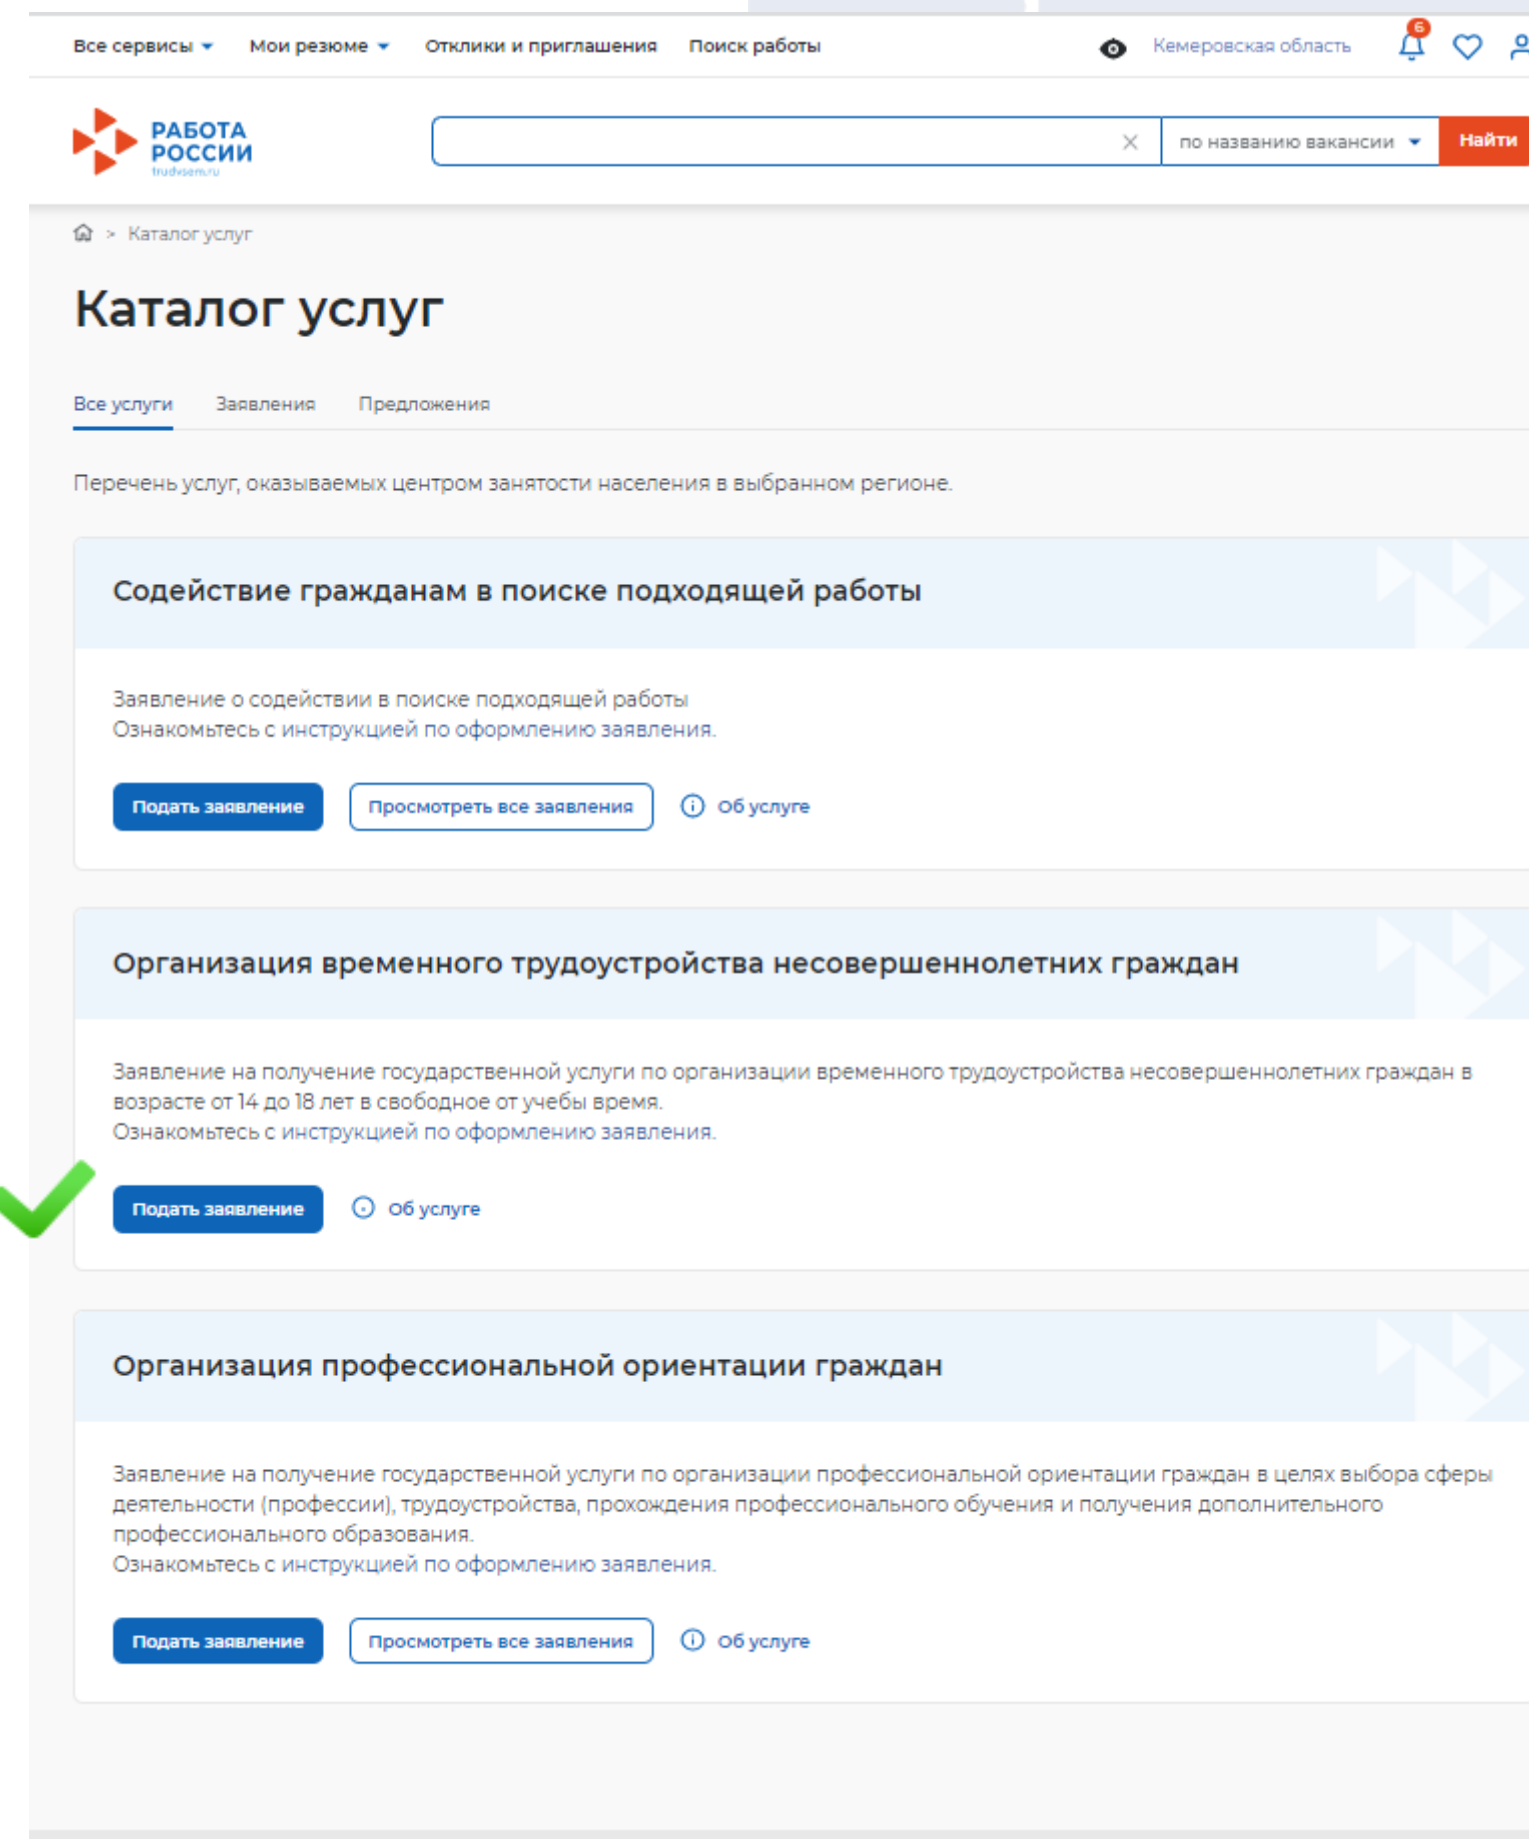 Все сервисы Мои резюме Отклики и приглашения Поиск работы Кемеровская область 6
РАБОТА
РОССИИ
trudvsem.ru
по названию вакансии Найти
> Каталог услуг
Каталог услуг
Все услуги Заявления Предложения
Перечень услуг, оказываемых центром занятости населения в выбранном регионе.
Содействие гражданам в поиске подходящей работы
Заявление о содействии в поиске подходящей работы
Ознакомьтесь с инструкцией по оформлению заявления.
Подать заявление Просмотреть все заявления Об услуге
Организация временного трудоустройства несовершеннолетних граждан
Заявление на получение государственной услуги по организации временного трудоустройства несовершеннолетних граждан в
возрасте от 14 до 18 лет в свободное от учебы время.
Ознакомьтесь с инструкцией по оформлению заявления.
Подать заявление Об услуге
Организация профессиональной ориентации граждан
Заявление на получение государственной услуги по организации профессиональной ориентации граждан в целях выбора сферы
деятельности (профессии), трудоустройства, прохождения профессионального обучения и получения дополнительного
профессионального образования.
Ознакомьтесь с инструкцией по оформлению заявления.
Подать заявление Просмотреть все заявления Об услуге